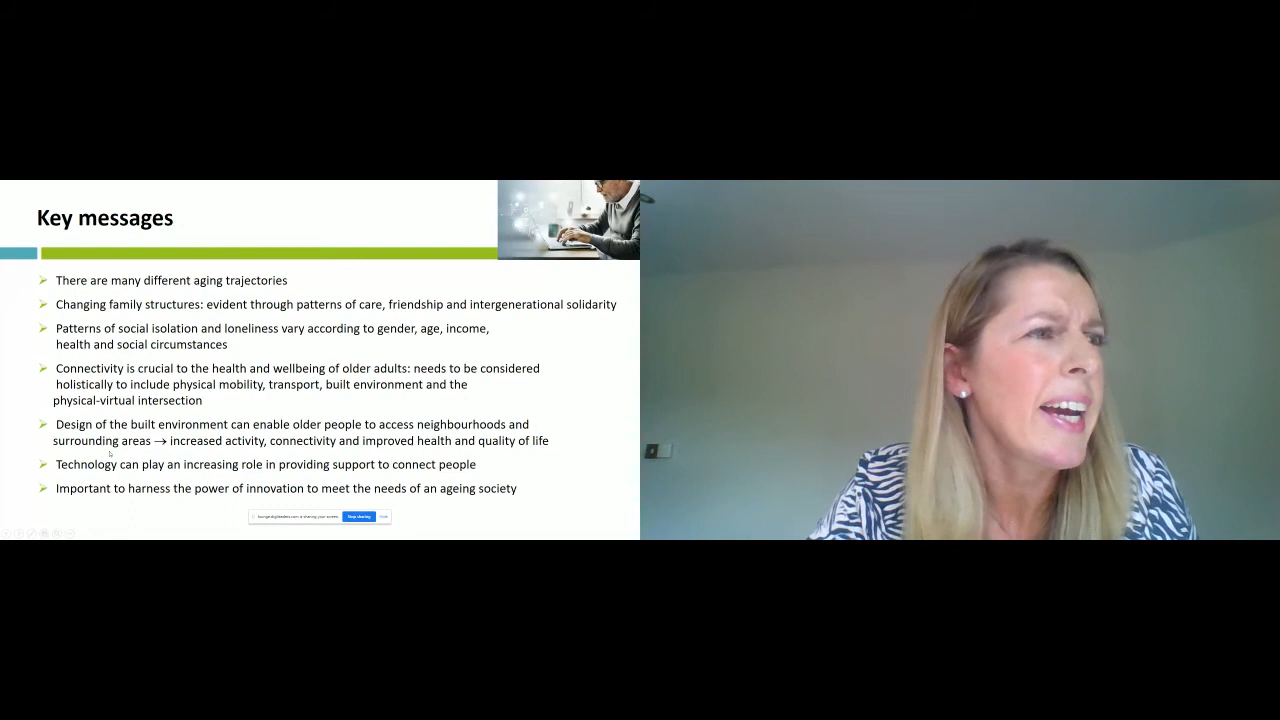 Key messages
There are many different aging trajectories
Changing family structures: evident through patterns of care, friendship and intergenerational solidarity
Patterns of social isolation and loneliness vary according to gender, age, income,
health and social circumstances
Connectivity is crucial to the health and wellbeing of older adults: needs to be considered
holistically to include physical mobility, transport, built environment and the
physical-virtual intersection
Design of the built environment can enable older people to access neighbourhoods and
surrounding areas → increased activity, connectivity and improved health and quality of life
Technology can play an increasing role in providing support to connect people
Important to harness the power of innovation to meet the needs of an ageing society
is sharing your screen. Stop sharing Hide